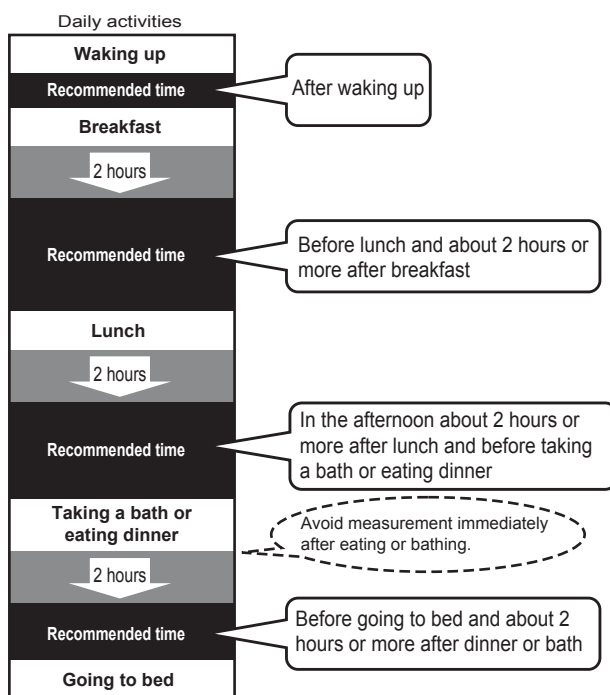 Daily activities
Waking up
Recommended time
After waking up
Breakfast
2 hours
Recommended time
Before lunch and about 2 hours or
more after breakfast
Lunch
2 hours
Recommended time
In the afternoon about 2 hours or
more after lunch and before taking
a bath or eating dinner
Taking a bath or
eating dinner
Avoid measurement immediately
after eating or bathing.
2 hours
Recommended time
Before going to bed and about 2
hours or more after dinner or bath
Going to bed